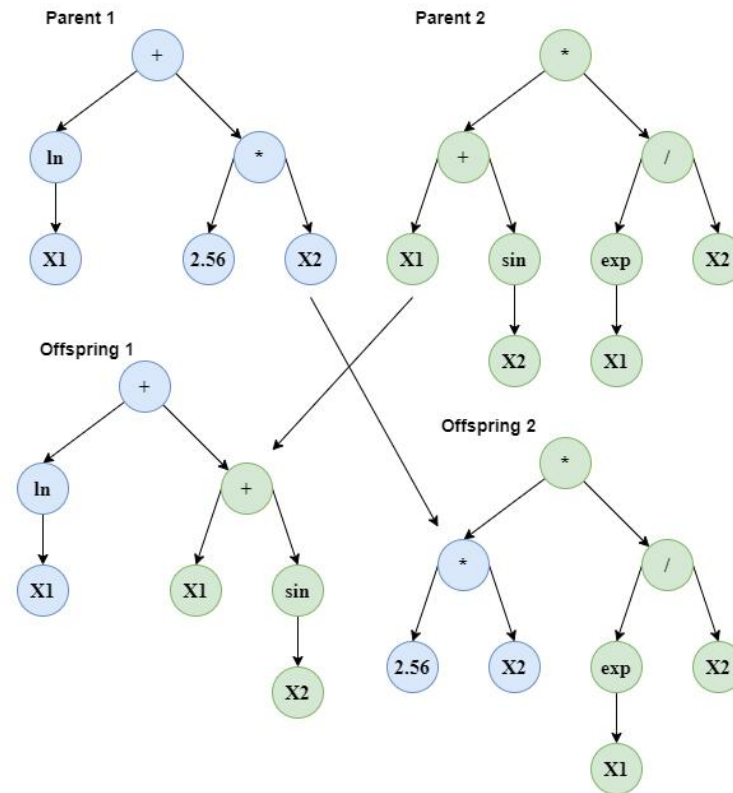 Parent 1
+
ln
*
X1
2.56
X2
Parent 2
*
+
/
X1
sin
exp
X2
X2
X1
Offspring 1
+
ln
+
X1
X1
sin
X2
Offspring 2
*
*
/
2.56
X2
exp
X2
X1